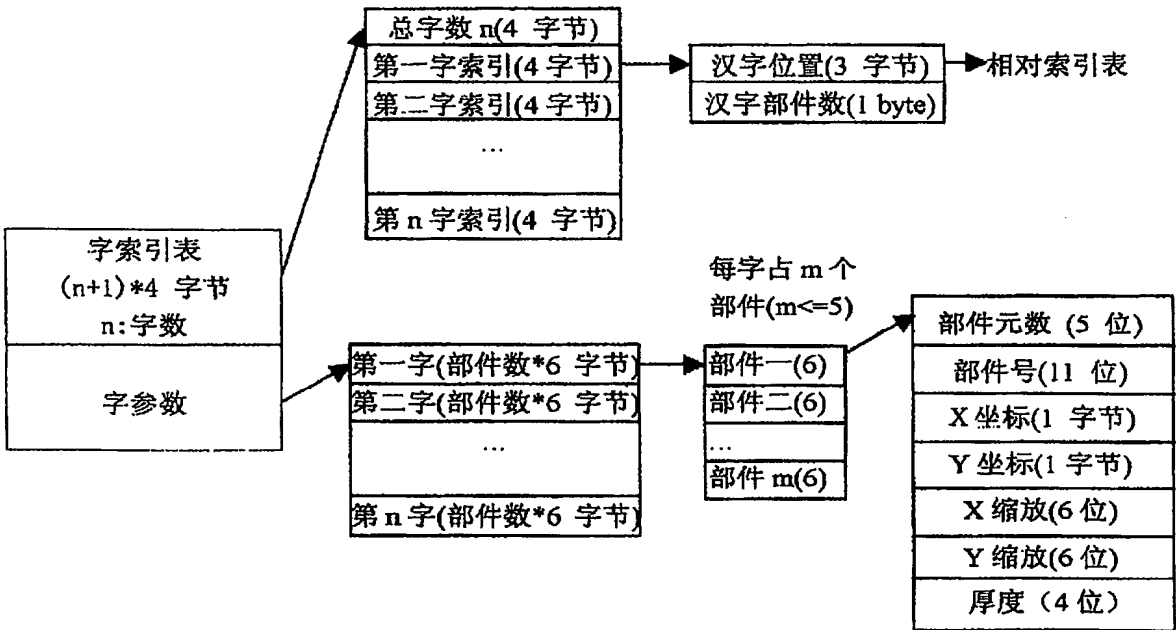 总字数 n(4 字节)
第一字索引(4 字节)
第二字索引(4 字节)
…
第 n 字索引(4 字节)
汉字位置(3 字节)
汉字部件数(1 byte)
相对索引表
字索引表
(n+1)*4 字节
n:字数
字参数
第一字(部件数*6 字节)
第二字(部件数*6 字节)
…
第 n 字(部件数*6 字节)
每字占 m 个
部件(m<=5)
部件一(6)
部件二(6)
…
部件 m(6)
部件元数 (5 位)
部件号(11 位)
X 坐标(1 字节)
Y 坐标(1 字节)
X 缩放(6 位)
Y 缩放(6 位)
厚度（4 位）